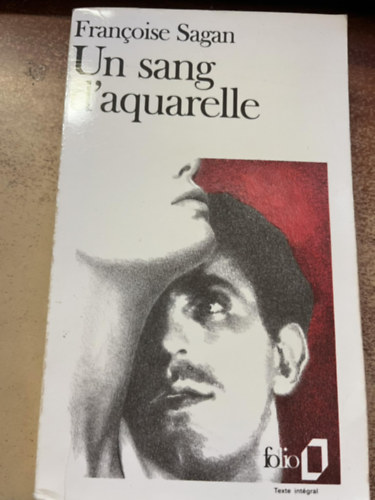 Françoise Sagan
Un sang
d'aquarelle
folio
Texte intégral